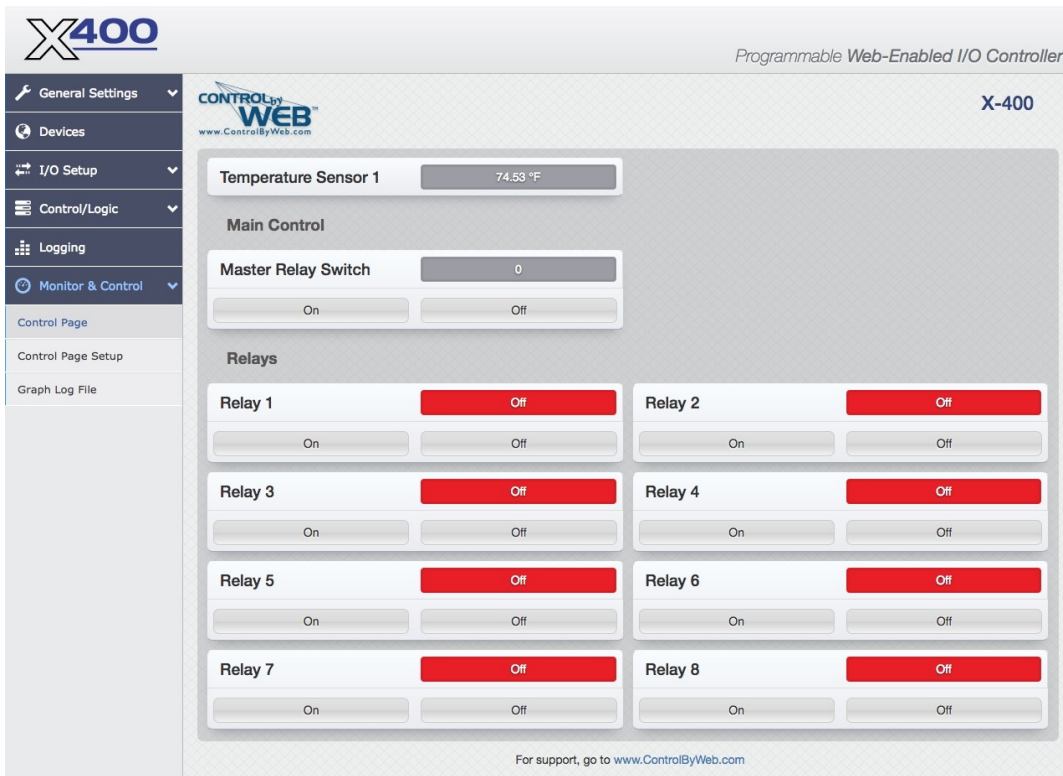 X400
Programmable Web-Enabled I/O Controller
General Settings
Devices
I/O Setup
Control/Logic
Logging
Monitor & Control
Control Page
Control Page Setup
Graph Log File
CONTROL by
WEB™
www.ControlByWeb.com
X-400
Temperature Sensor 1 74.53 °F
Main Control
Master Relay Switch 0
On Off
Relays
Relay 1 Off Relay 2 Off
On Off On Off
Relay 3 Off Relay 4 Off
On Off On Off
Relay 5 Off Relay 6 Off
On Off On Off
Relay 7 Off Relay 8 Off
On Off On Off
For support, go to www.ControlByWeb.com